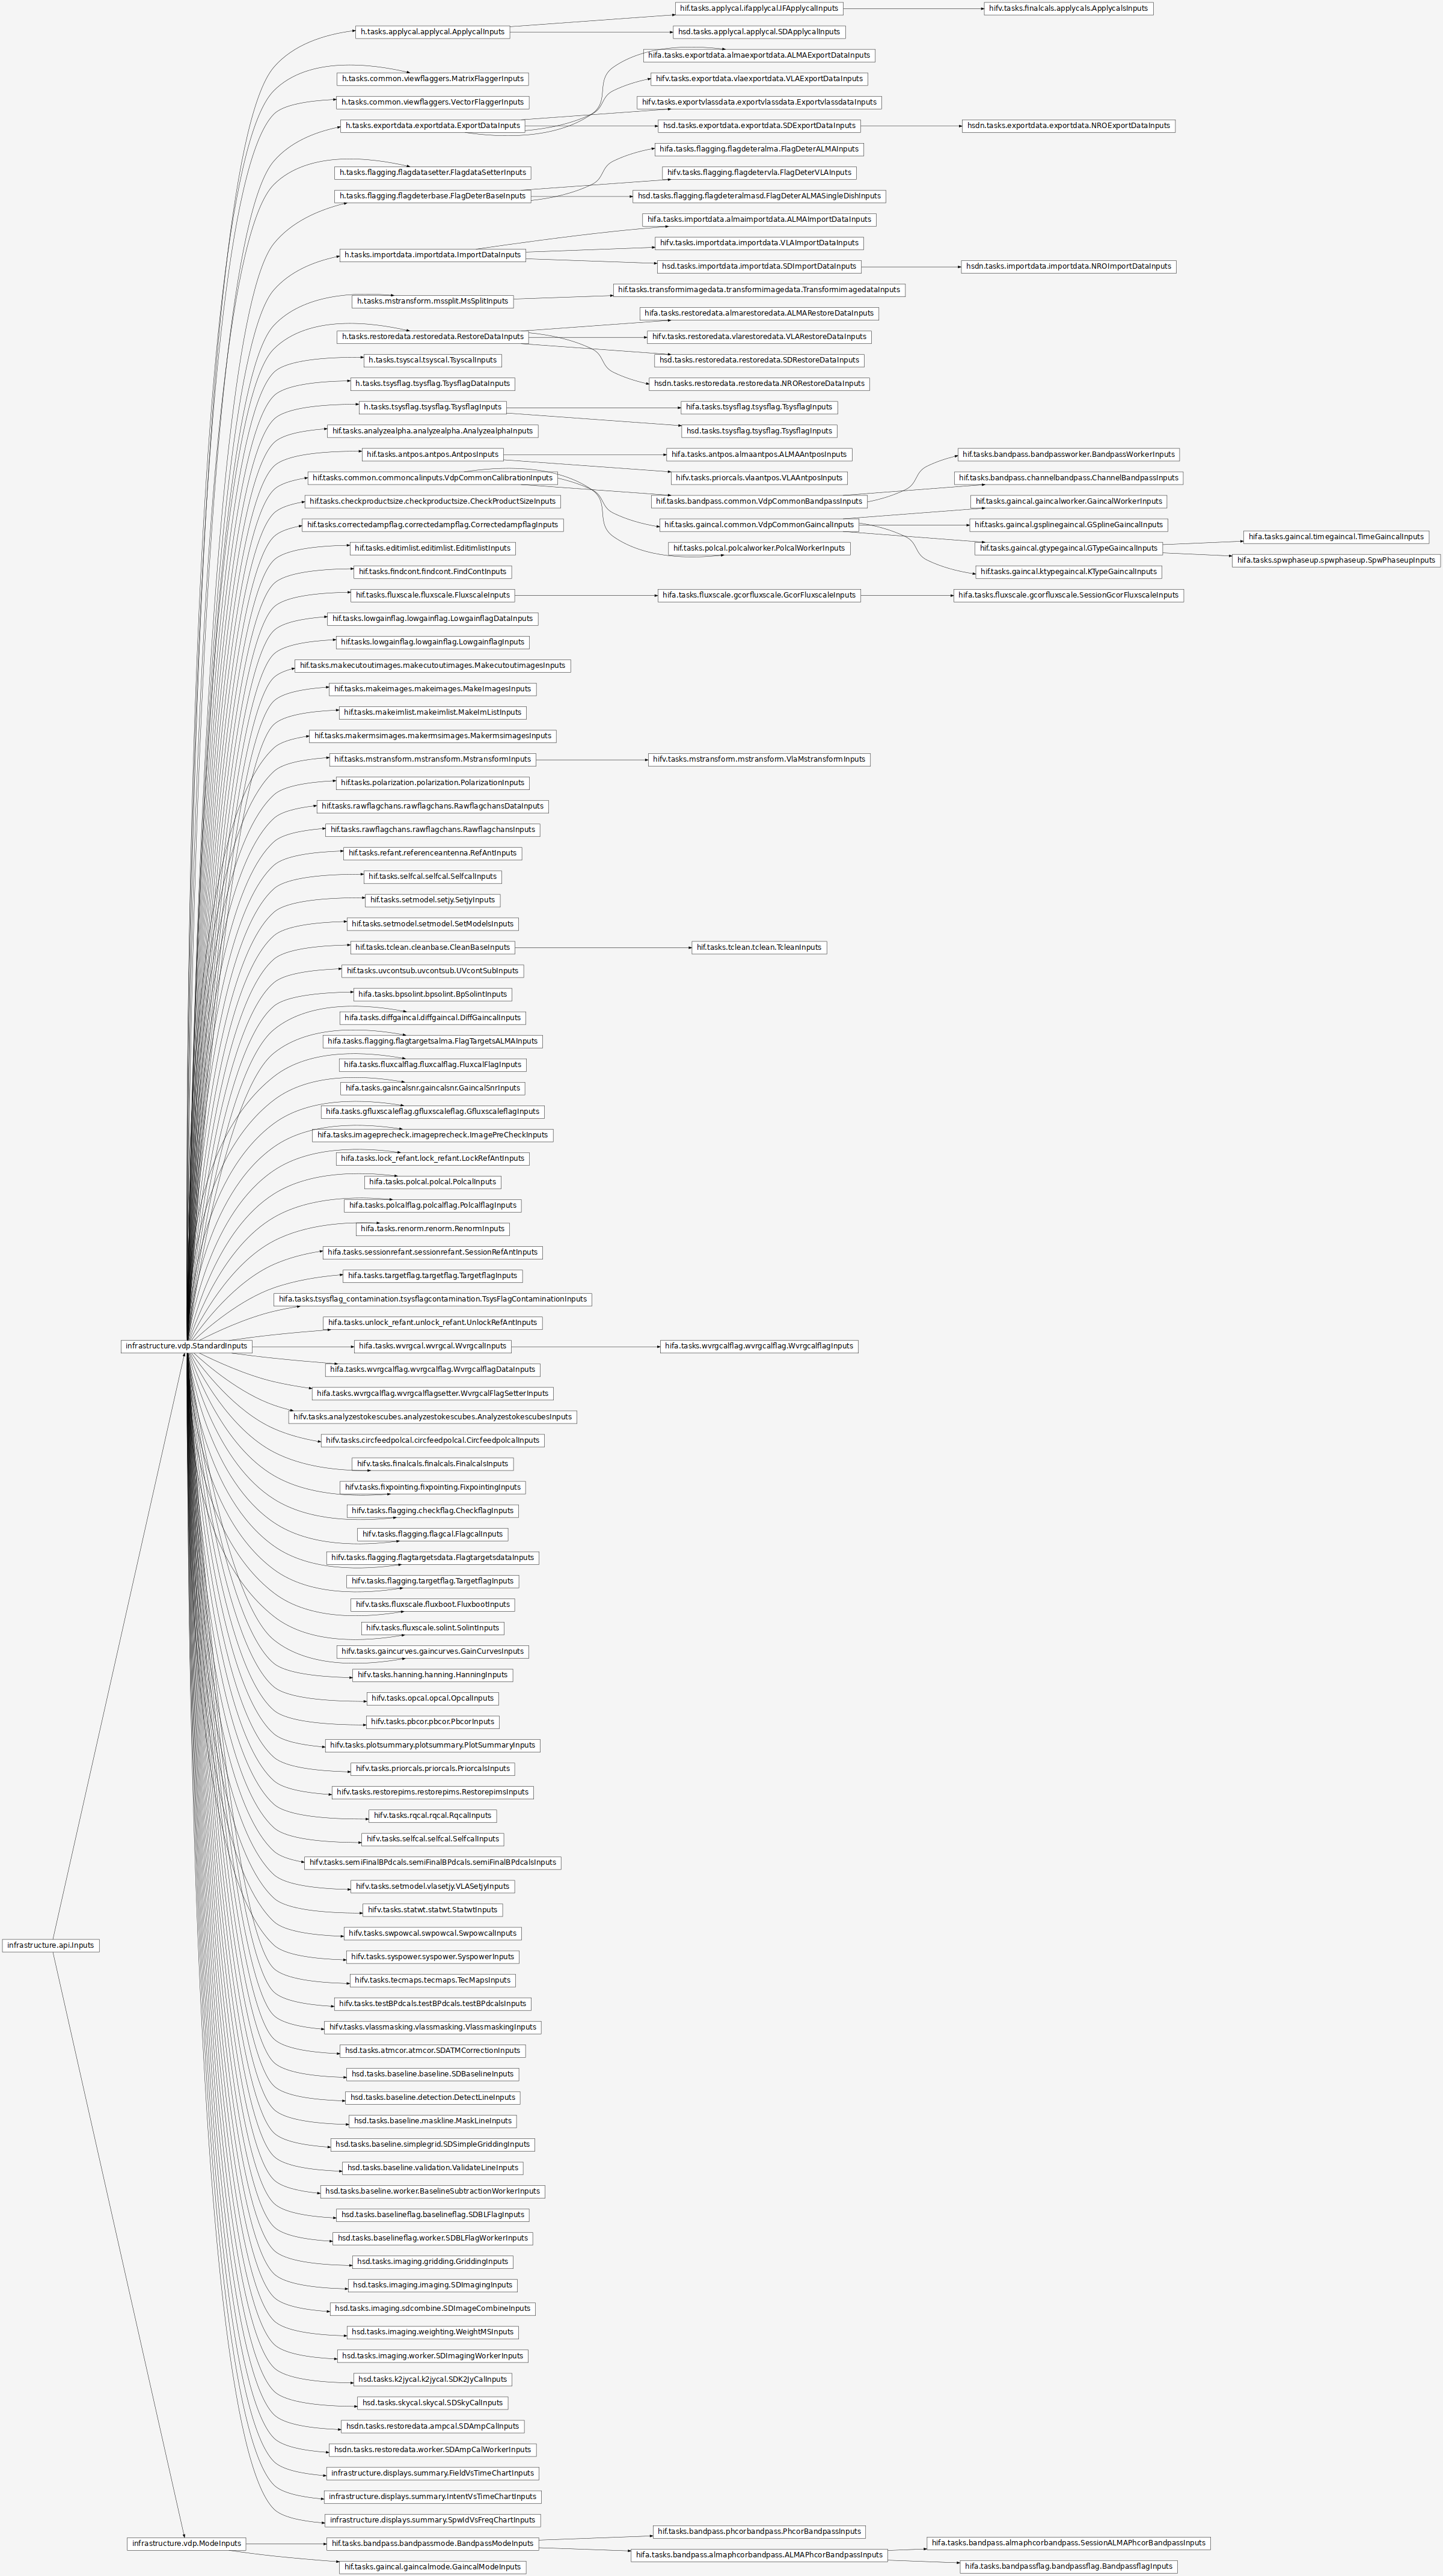 hif.tasks.applycal.ifapplycal.IFApplycalInputs
hifv.tasks.finalcals.applycals.ApplycalsInputs
h.tasks.applycal.applycal.ApplycalInputs
hsd.tasks.applycal.applycal.SDApplycalInputs
hifa.tasks.exportdata.almaexportdata.ALMAExportDataInputs
h.tasks.common.viewflaggers.MatrixFlaggerInputs
hifv.tasks.exportdata.vlaexportdata.VLAExportDataInputs
h.tasks.common.viewflaggers.VectorFlaggerInputs
hifv.tasks.exportvlassdata.exportvlassdata.ExportvlassdataInputs
h.tasks.exportdata.exportdata.ExportDataInputs
hsd.tasks.exportdata.exportdata.SDExportDataInputs
hsdn.tasks.exportdata.exportdata.NROExportDataInputs
hifa.tasks.flagging.flagdeteralma.FlagDeterALMAInputs
h.tasks.flagging.flagdatasetter.FlagdataSetterInputs
hifv.tasks.flagging.flagdetervla.FlagDeterVLAInputs
h.tasks.flagging.flagdeterbase.FlagDeterBaseInputs
hsd.tasks.flagging.flagdeteralmasd.FlagDeterALMASingleDishInputs
hifa.tasks.importdata.almaimportdata.ALMAImportDataInputs
hifv.tasks.importdata.importdata.VLAImportDataInputs
h.tasks.importdata.importdata.ImportDataInputs
hsd.tasks.importdata.importdata.SDImportDataInputs
hsdn.tasks.importdata.importdata.NROImportDataInputs
hif.tasks.transformimagedata.transformimagedata.TransformimagedataInputs
h.tasks.mstransform.mssplit.MsSplitInputs
hifa.tasks.restoredata.almarestoredata.ALMARestoreDataInputs
h.tasks.restoredata.restoredata.RestoreDataInputs
hifv.tasks.restoredata.vlarestoredata.VLARestoreDataInputs
h.tasks.tsyscal.tsyscal.TsyscalInputs
hsd.tasks.restoredata.restoredata.SDRestoreDataInputs
h.tasks.tsysflag.tsysflag.TsysflagDataInputs
hsdn.tasks.restoredata.restoredata.NRORestoreDataInputs
h.tasks.tsysflag.tsysflag.TsysflagInputs
hifa.tasks.tsysflag.tsysflag.TsysflagInputs
hif.tasks.analyzealpha.analyzealpha.AnalyzealphaInputs
hsd.tasks.tsysflag.tsysflag.TsysflagInputs
hif.tasks.antpos.antpos.AntposInputs
hifa.tasks.antpos.almaantpos.ALMAAntposInputs
hif.tasks.bandpass.bandpassworker.BandpassWorkerInputs
hif.tasks.common.commoncalinputs.VdpCommonCalibrationInputs
hifv.tasks.priorcals.vlaantpos.VLAAntposInputs
hif.tasks.bandpass.channelbandpass.ChannelBandpassInputs
hif.tasks.checkproductsize.checkproductsize.CheckProductSizeInputs
hif.tasks.bandpass.common.VdpCommonBandpassInputs
hif.tasks.gaincal.gaincalworker.GaincalWorkerInputs
hif.tasks.correctedampflag.correctedampflag.CorrectedampflagInputs
hif.tasks.gaincal.common.VdpCommonGaincalInputs
hif.tasks.gaincal.gsplinegaincal.GSplineGaincalInputs
hifa.tasks.gaincal.timegaincal.TimeGaincalInputs
hif.tasks.editimlist.editimlist.EditimlistInputs
hif.tasks.polcal.polcalworker.PolcalWorkerInputs
hif.tasks.gaincal.gtypegaincal.GTypeGaincalInputs
hifa.tasks.spwphaseup.spwphaseup.SpwPhaseupInputs
hif.tasks.findcont.findcont.FindContInputs
hif.tasks.gaincal.ktypegaincal.KTypeGaincalInputs
hif.tasks.fluxscale.fluxscale.FluxscaleInputs
hifa.tasks.fluxscale.gcorfluxscale.GcorFluxscaleInputs
hifa.tasks.fluxscale.gcorfluxscale.SessionGcorFluxscaleInputs
hif.tasks.lowgainflag.lowgainflag.LowgainflagDataInputs
hif.tasks.lowgainflag.lowgainflag.LowgainflagInputs
hif.tasks.makecutoutimages.makecutoutimages.MakecutoutimagesInputs
hif.tasks.makeimages.makeimages.MakeImagesInputs
hif.tasks.makeimlist.makeimlist.MakeImListInputs
hif.tasks.makermsimages.makermsimages.MakermsimagesInputs
hif.tasks.mstransform.mstransform.MstransformInputs
hifv.tasks.mstransform.mstransform.VlaMstransformInputs
hif.tasks.polarization.polarization.PolarizationInputs
hif.tasks.rawflagchans.rawflagchans.RawflagchansDataInputs
hif.tasks.rawflagchans.rawflagchans.RawflagchansInputs
hif.tasks.refant.referenceantenna.RefAntInputs
hif.tasks.selfcal.selfcal.SelfcalInputs
hif.tasks.setmodel.setjy.SetjyInputs
hif.tasks.setmodel.setmodel.SetModelsInputs
hif.tasks.tclean.cleanbase.CleanBaseInputs
hif.tasks.tclean.tclean.TcleanInputs
hif.tasks.uvcontsub.uvcontsub.UVcontSubInputs
hifa.tasks.bpsolint.bpsolint.BpSolintInputs
hifa.tasks.diffgaincal.diffgaincal.DiffGaincalInputs
hifa.tasks.flagging.flagtargetsalma.FlagTargetsALMAInputs
hifa.tasks.fluxcalflag.fluxcalflag.FluxcalFlagInputs
hifa.tasks.gaincalsnr.gaincalsnr.GaincalSnrInputs
hifa.tasks.gfluxscaleflag.gfluxscaleflag.GfluxscaleflagInputs
hifa.tasks.imageprecheck.imageprecheck.ImagePreCheckInputs
hifa.tasks.lock_refant.lock_refant.LockRefAntInputs
hifa.tasks.polcal.polcal.PolcalInputs
hifa.tasks.polcalflag.polcalflag.PolcalflagInputs
hifa.tasks.renorm.renorm.RenormInputs
hifa.tasks.sessionrefant.sessionrefant.SessionRefAntInputs
hifa.tasks.targetflag.targetflag.TargetflagInputs
hifa.tasks.tsysflag_contamination.tsysflagcontamination.TsysFlagContaminationInputs
hifa.tasks.unlock_refant.unlock_refant.UnlockRefAntInputs
infrastructure.vdp.StandardInputs
hifa.tasks.wvrgcal.wvrgcal.WvrgcalInputs
hifa.tasks.wvrgcalflag.wvrgcalflag.WvrgcalflagInputs
hifa.tasks.wvrgcalflag.wvrgcalflag.WvrgcalflagDataInputs
hifa.tasks.wvrgcalflag.wvrgcalflagsetter.WvrgcalFlagSetterInputs
hifv.tasks.analyzestokescubes.analyzestokescubes.AnalyzestokescubesInputs
hifv.tasks.circfeedpolcal.circfeedpolcal.CircfeedpolcalInputs
hifv.tasks.finalcals.finalcals.FinalcalsInputs
hifv.tasks.fixpointing.fixpointing.FixpointingInputs
hifv.tasks.flagging.checkflag.CheckflagInputs
hifv.tasks.flagging.flagcal.FlagcalInputs
hifv.tasks.flagging.flagtargetsdata.FlagtargetsdataInputs
hifv.tasks.flagging.targetflag.TargetflagInputs
hifv.tasks.fluxscale.fluxboot.FluxbootInputs
hifv.tasks.fluxscale.solint.SolintInputs
hifv.tasks.gaincurves.gaincurves.GainCurvesInputs
hifv.tasks.hanning.hanning.HanningInputs
hifv.tasks.opcal.opcal.OpcalInputs
hifv.tasks.pbcor.pbcor.PbcorInputs
hifv.tasks.plotsummary.plotsummary.PlotSummaryInputs
hifv.tasks.priorcals.priorcals.PriorcalsInputs
hifv.tasks.restorepims.restorepims.RestorepimsInputs
hifv.tasks.rqcal.rqcal.RqcalInputs
hifv.tasks.selfcal.selfcal.SelfcalInputs
hifv.tasks.semiFinalBPdcals.semiFinalBPdcals.semiFinalBPdcalsInputs
hifv.tasks.setmodel.vlasetjy.VLASetjyInputs
hifv.tasks.statwt.statwt.StatwtInputs
hifv.tasks.swpowcal.swpowcal.SwpowcalInputs
infrastructure.api.Inputs
hifv.tasks.syspower.syspower.SyspowerInputs
hifv.tasks.tecmaps.tecmaps.TecMapsInputs
hifv.tasks.testBPdcals.testBPdcals.testBPdcalsInputs
hifv.tasks.vlassmasking.vlassmasking.VlassmaskingInputs
hsd.tasks.atmcor.atmcor.SDATMCorrectionInputs
hsd.tasks.baseline.baseline.SDBaselineInputs
hsd.tasks.baseline.detection.DetectLineInputs
hsd.tasks.baseline.maskline.MaskLineInputs
hsd.tasks.baseline.simplegrid.SDSimpleGriddingInputs
hsd.tasks.baseline.validation.ValidateLineInputs
hsd.tasks.baseline.worker.BaselineSubtractionWorkerInputs
hsd.tasks.baselineflag.baselineflag.SDBLFlagInputs
hsd.tasks.baselineflag.worker.SDBLFlagWorkerInputs
hsd.tasks.imaging.gridding.GriddingInputs
hsd.tasks.imaging.imaging.SDImagingInputs
hsd.tasks.imaging.sdcombine.SDImageCombineInputs
hsd.tasks.imaging.weighting.WeightMSInputs
hsd.tasks.imaging.worker.SDImagingWorkerInputs
hsd.tasks.k2jycal.k2jycal.SDK2JyCalInputs
hsd.tasks.skycal.skycal.SDSkyCalInputs
hsdn.tasks.restoredata.ampcal.SDAmpCalInputs
hsdn.tasks.restoredata.worker.SDAmpCalWorkerInputs
infrastructure.displays.summary.FieldVsTimeChartInputs
infrastructure.displays.summary.IntentVsTimeChartInputs
infrastructure.displays.summary.SpwIdVsFreqChartInputs
hif.tasks.bandpass.phcorbandpass.PhcorBandpassInputs
infrastructure.vdp.ModeInputs
hif.tasks.bandpass.bandpassmode.BandpassModeInputs
hifa.tasks.bandpass.almaphcorbandpass.SessionALMAPhcorBandpassInputs
hifa.tasks.bandpass.almaphcorbandpass.ALMAPhcorBandpassInputs
hif.tasks.gaincal.gaincalmode.GaincalModeInputs
hifa.tasks.bandpassflag.bandpassflag.BandpassflagInputs